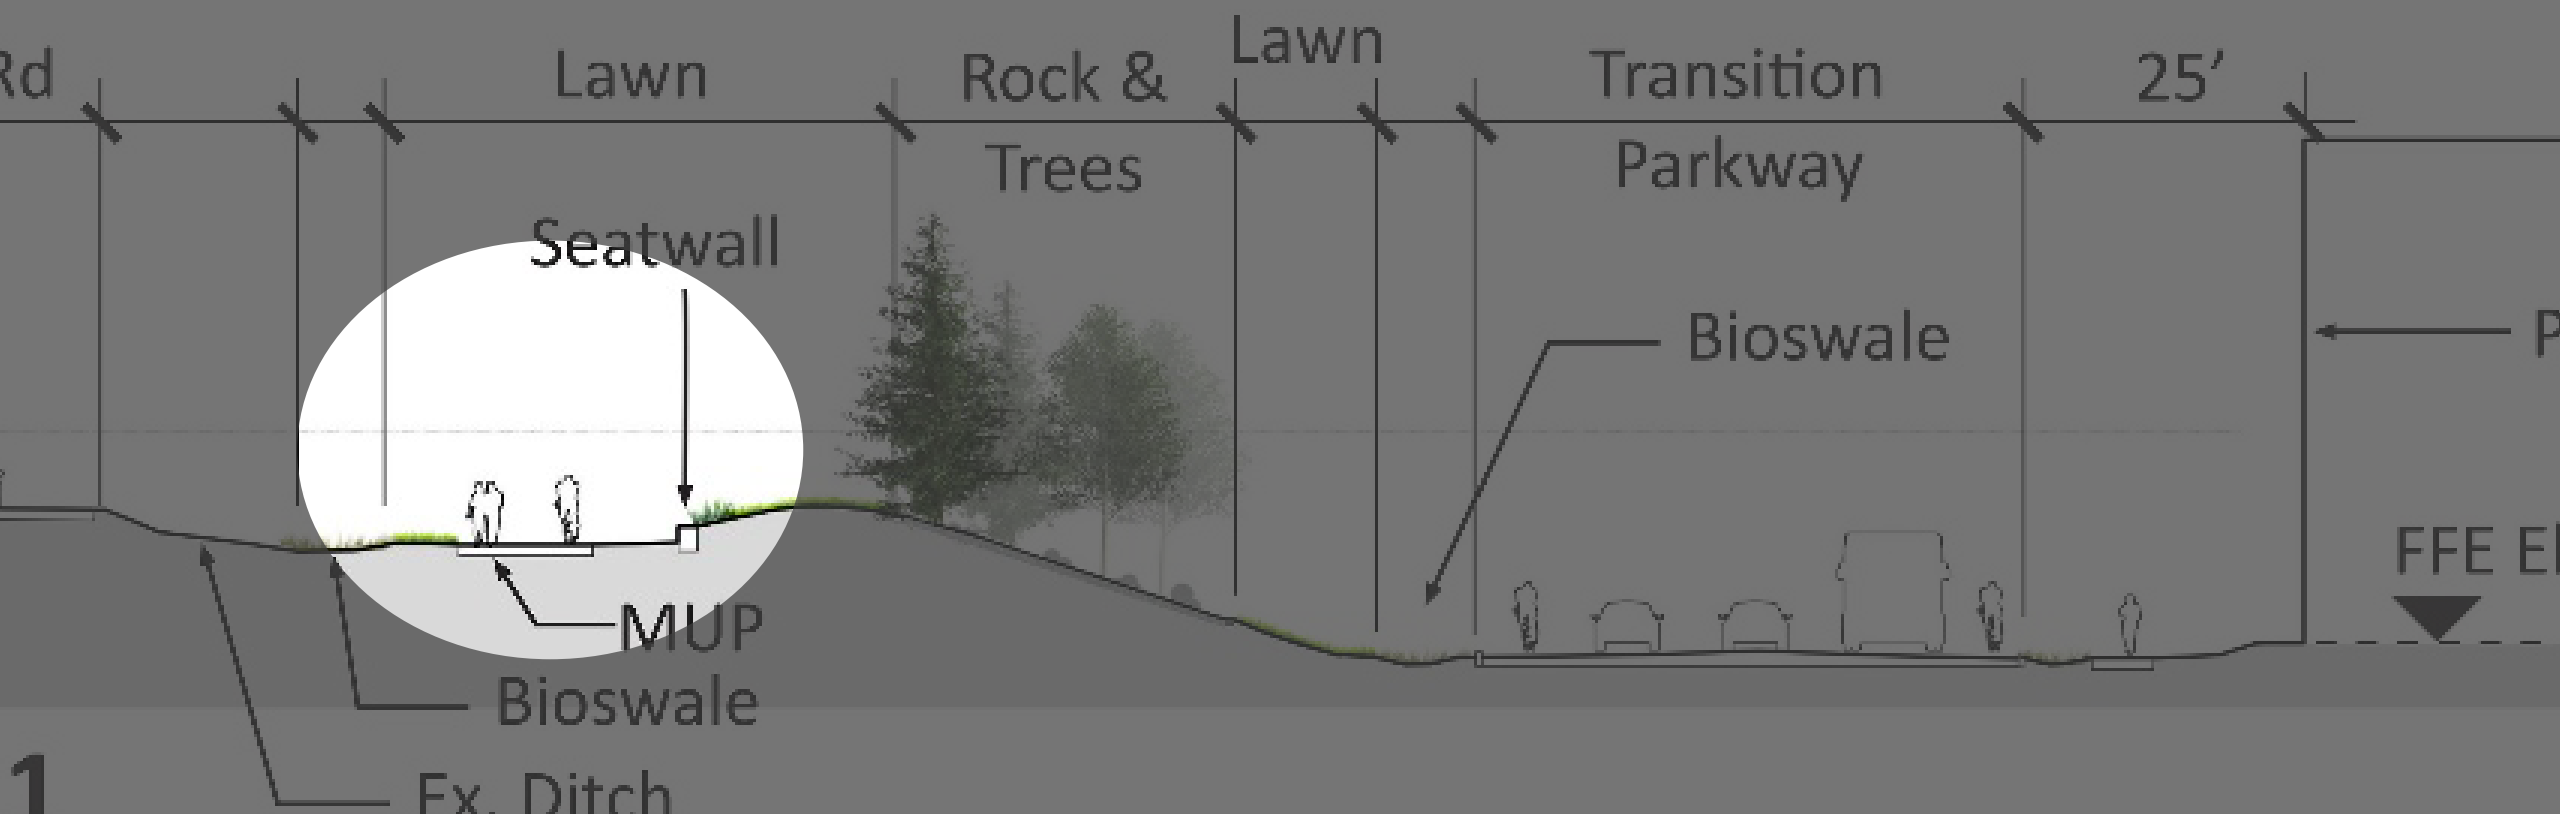 Rd
Lawn
Rock &
Trees
Lawn
Transition
Parkway
25’
Seatwall
Bioswale
MUP
Bioswale
Ex. Ditch
FFE
1